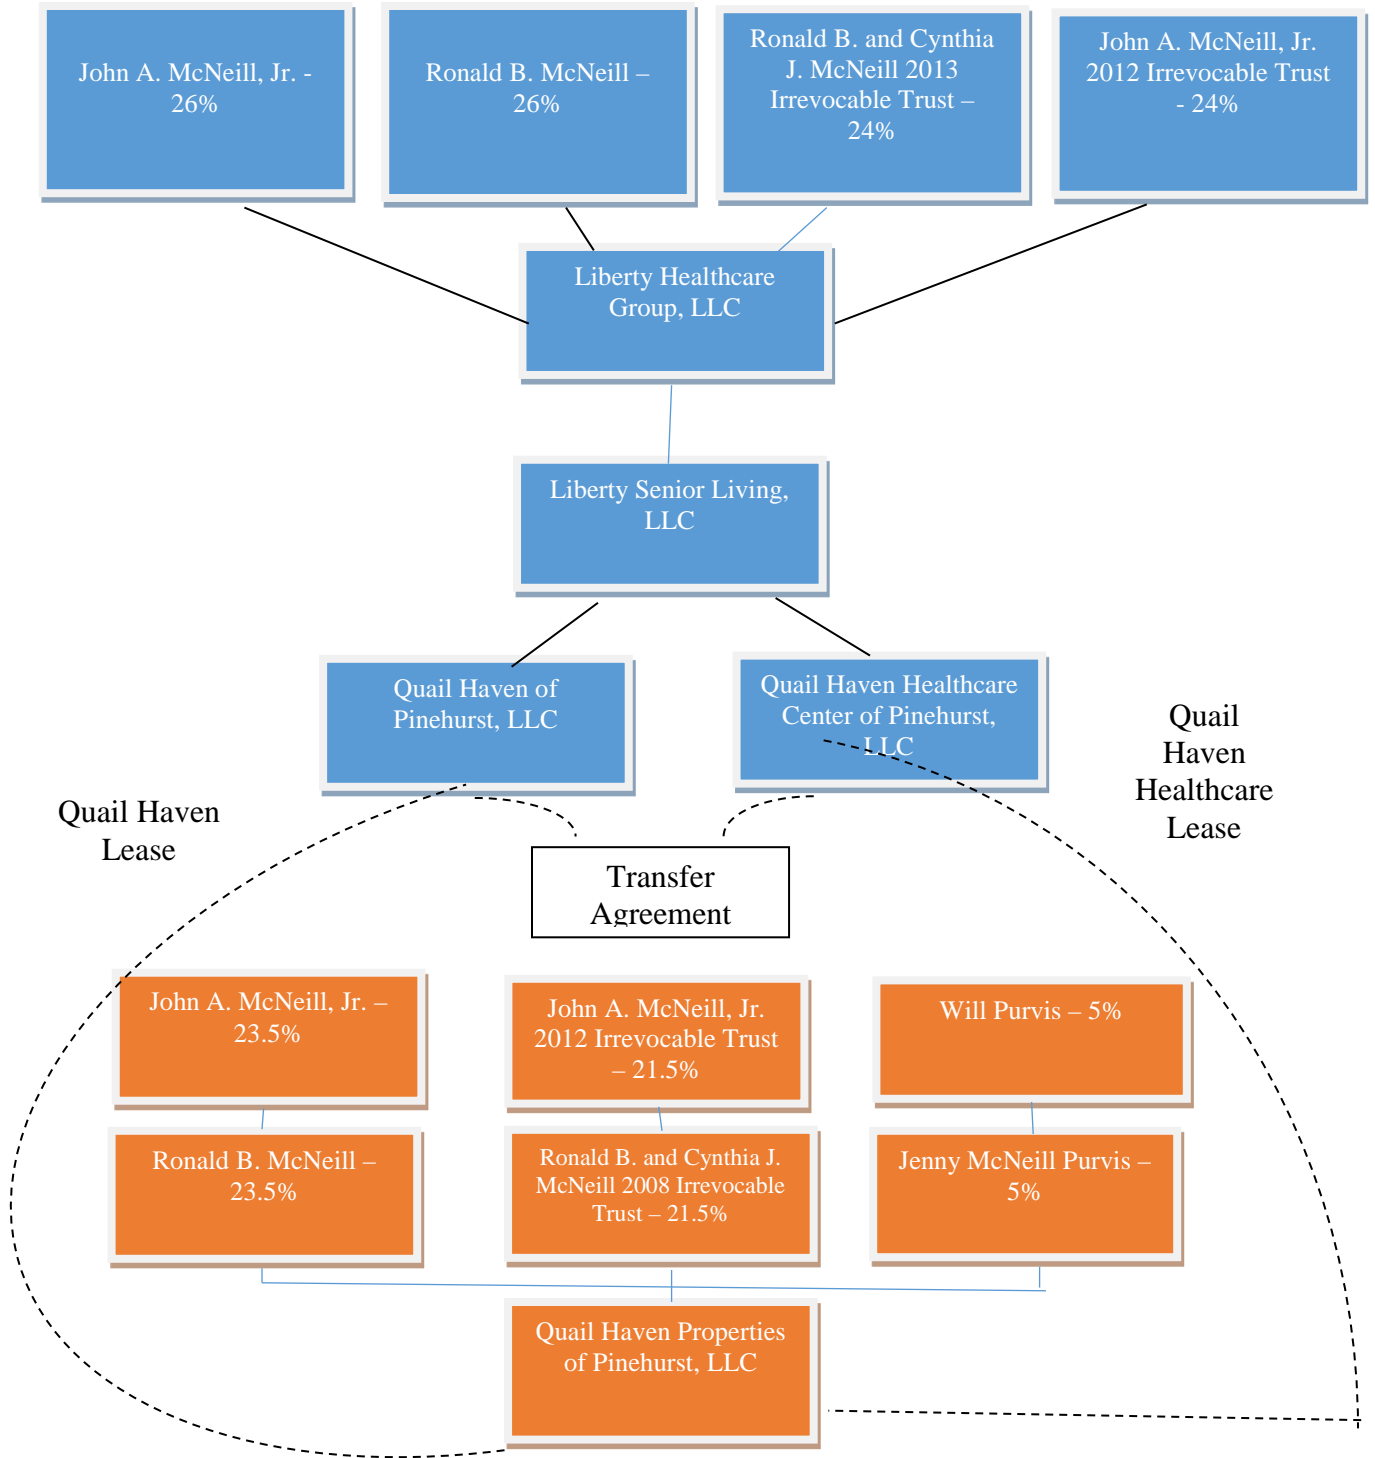 John A. McNeill, Jr. -
26%
Ronald B. McNeill –
26%
Ronald B. and Cynthia
J. McNeill 2013
Irrevocable Trust –
24%
John A. McNeill, Jr.
2012 Irrevocable Trust
- 24%
Liberty Healthcare
Group, LLC
Liberty Senior Living,
LLC
Quail Haven of
Pinehurst, LLC
Quail Haven Healthcare
Center of Pinehurst,
LLC
Quail
Haven
Healthcare
Lease
Quail Haven
Lease
Transfer
Agreement
John A. McNeill, Jr. –
23.5%
John A. McNeill, Jr.
2012 Irrevocable Trust
– 21.5%
Will Purvis – 5%
Ronald B. McNeill –
23.5%
Ronald B. and Cynthia J.
McNeill 2008 Irrevocable
Trust – 21.5%
Jenny McNeill Purvis –
5%
Quail Haven Properties
of Pinehurst, LLC